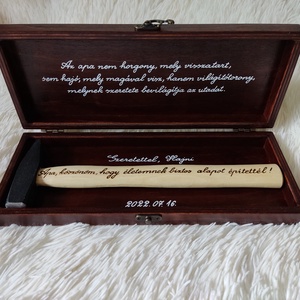 Az apa nem horgony, mely visszatart,
sem hajó, mely magával visz, hanem világítótorony,
melynek szeretete bevilágítja az utadat.
Szeretettel, Hajni
Apa, köszönöm, hogy életemnek biztos alapot építettél!
2022.07.16.